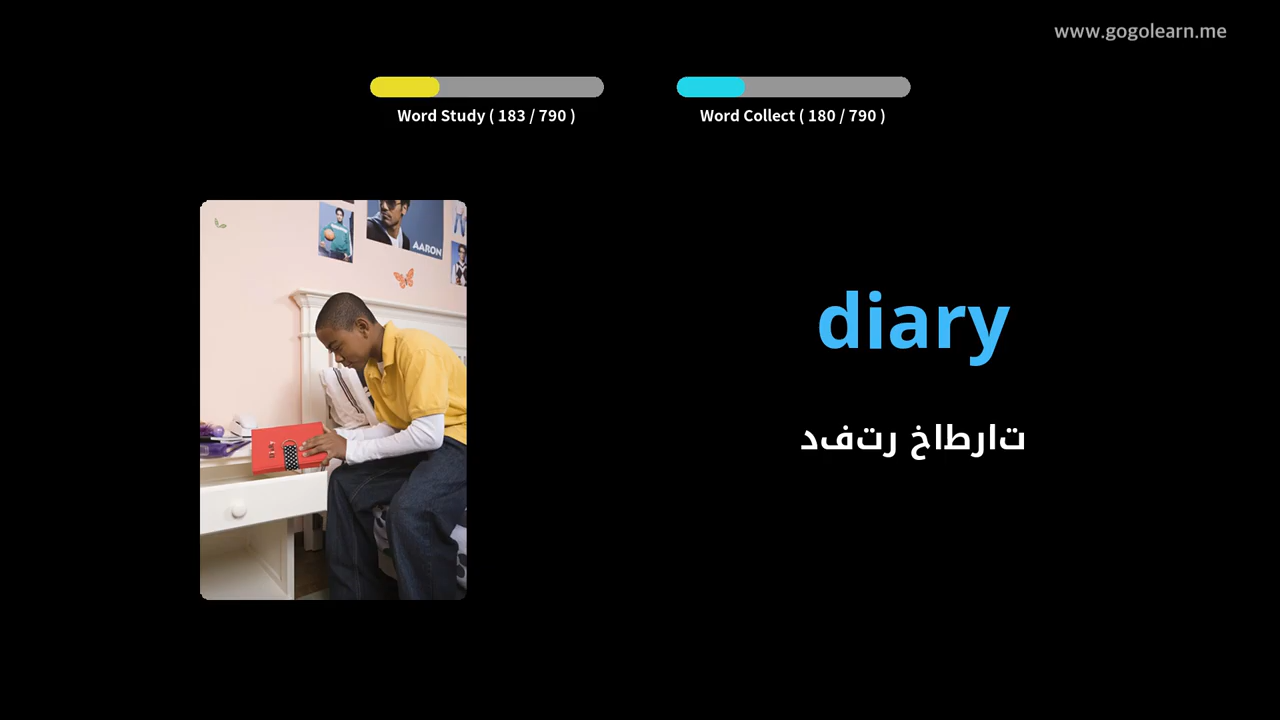 www.gogolearn.me
Word Study ( 183 / 790 )
Word Collect ( 180 / 790 )
AARON
diary
تارطاخ رتفد